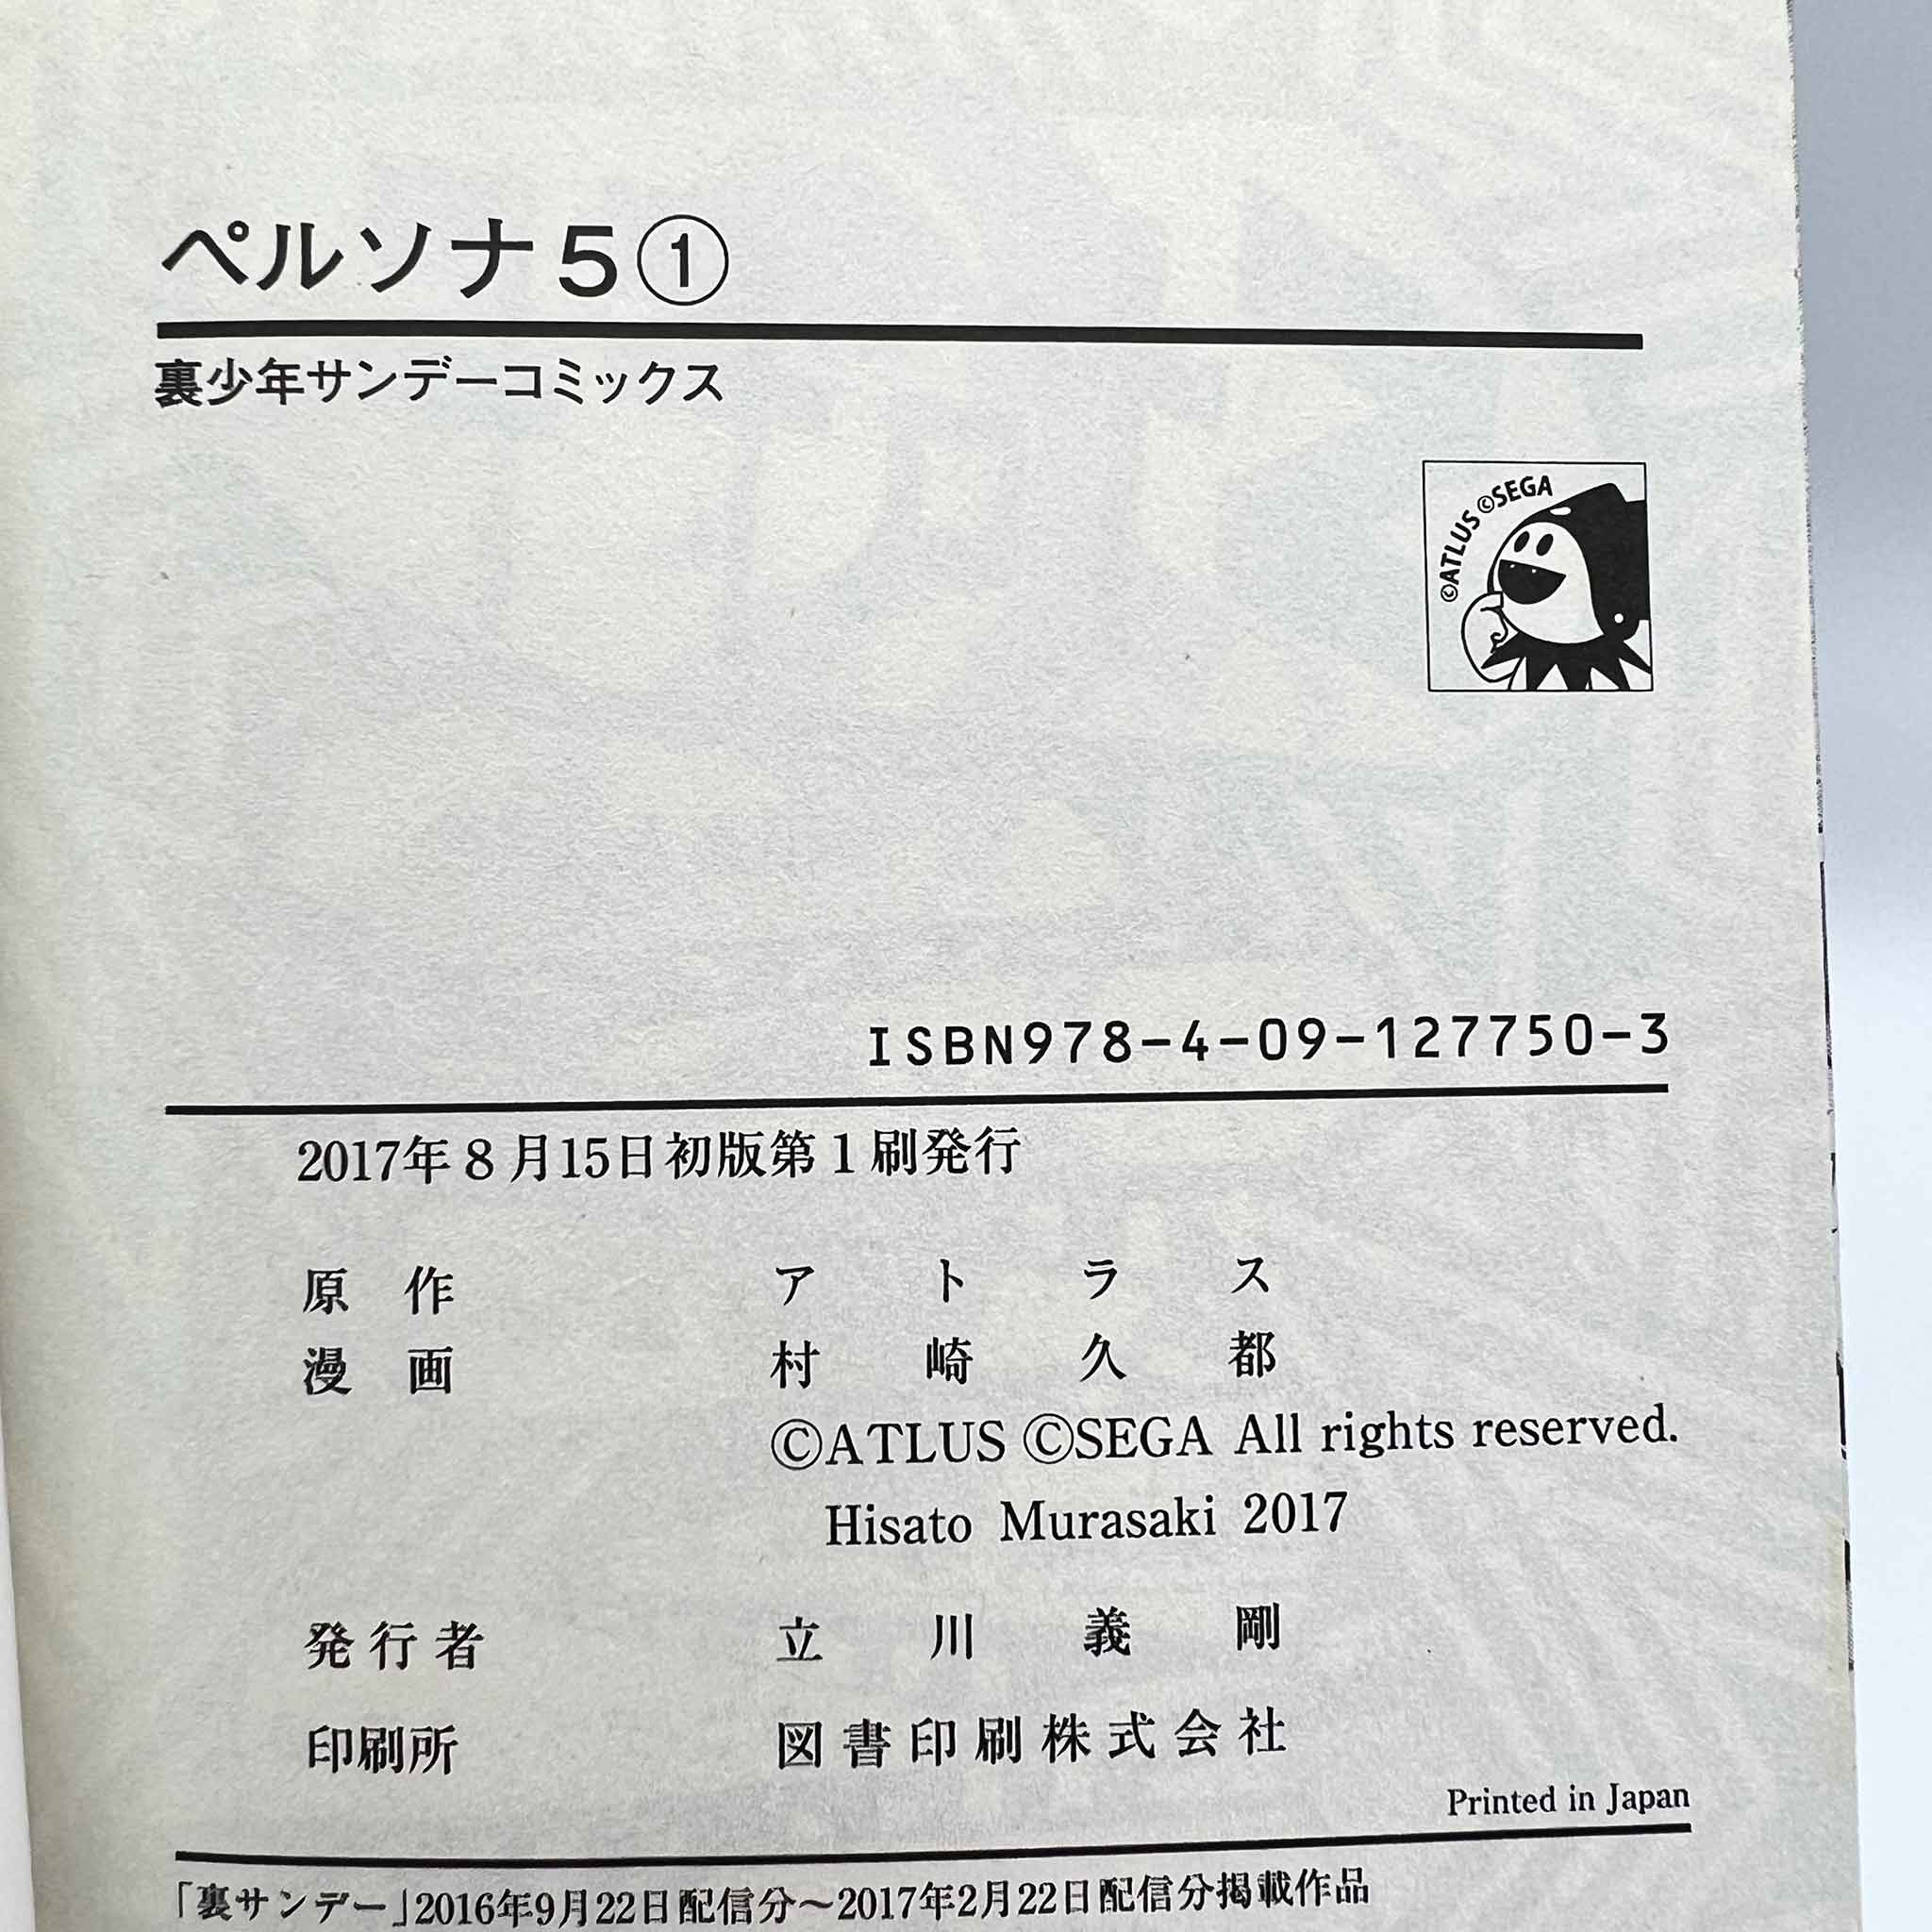 ペルソナ5①
裏少年サンデーコミックス
©ATLUS ©SEGA
ISBN978-4-09-127750-3
2017年8月15日初版第1刷発行
原作 アトラス
漫画 村崎久都
©ATLUS ©SEGA All rights reserved.
Hisato Murasaki 2017
発行者 立川義剛
印刷所 図書印刷株式会社
Printed in Japan
「裏サンデー」2016年9月22日配信分～2017年2月22日配信分掲載作品